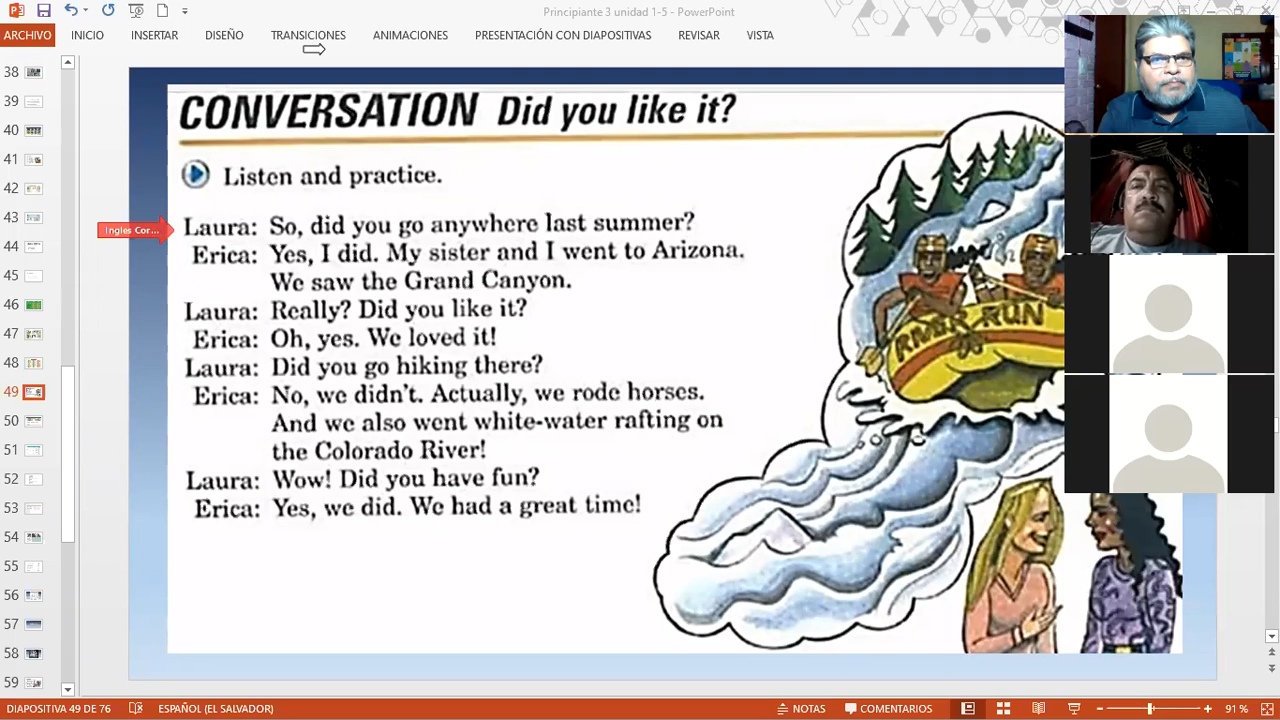 Principiante 3 unidad 1-5 - PowerPoint
ARCHIVO INICIO INSERTAR DISEÑO TRANSICIONES ANIMACIONES PRESENTACIÓN CON DIAPOSITIVAS REVISAR VISTA
CONVERSATION Did you like it?
Listen and practice.
Ingles Cor...
Laura: So, did you go anywhere last summer?
Erica: Yes, I did. My sister and I went to Arizona.
We saw the Grand Canyon.
Laura: Really? Did you like it?
Erica: Oh, yes. We loved it!
Laura: Did you go hiking there?
Erica: No, we didn't. Actually, we rode horses.
And we also went white-water rafting on
the Colorado River!
Laura: Wow! Did you have fun?
Erica: Yes, we did. We had a great time!
RIVER RUN
38
39
40
41
42
43
44
45
46
47
48
49
50
51
52
53
54
55
56
57
58
59
DIAPOSITIVA 49 DE 76 ESPAÑOL (EL SALVADOR) NOTAS COMENTARIOS 91 %